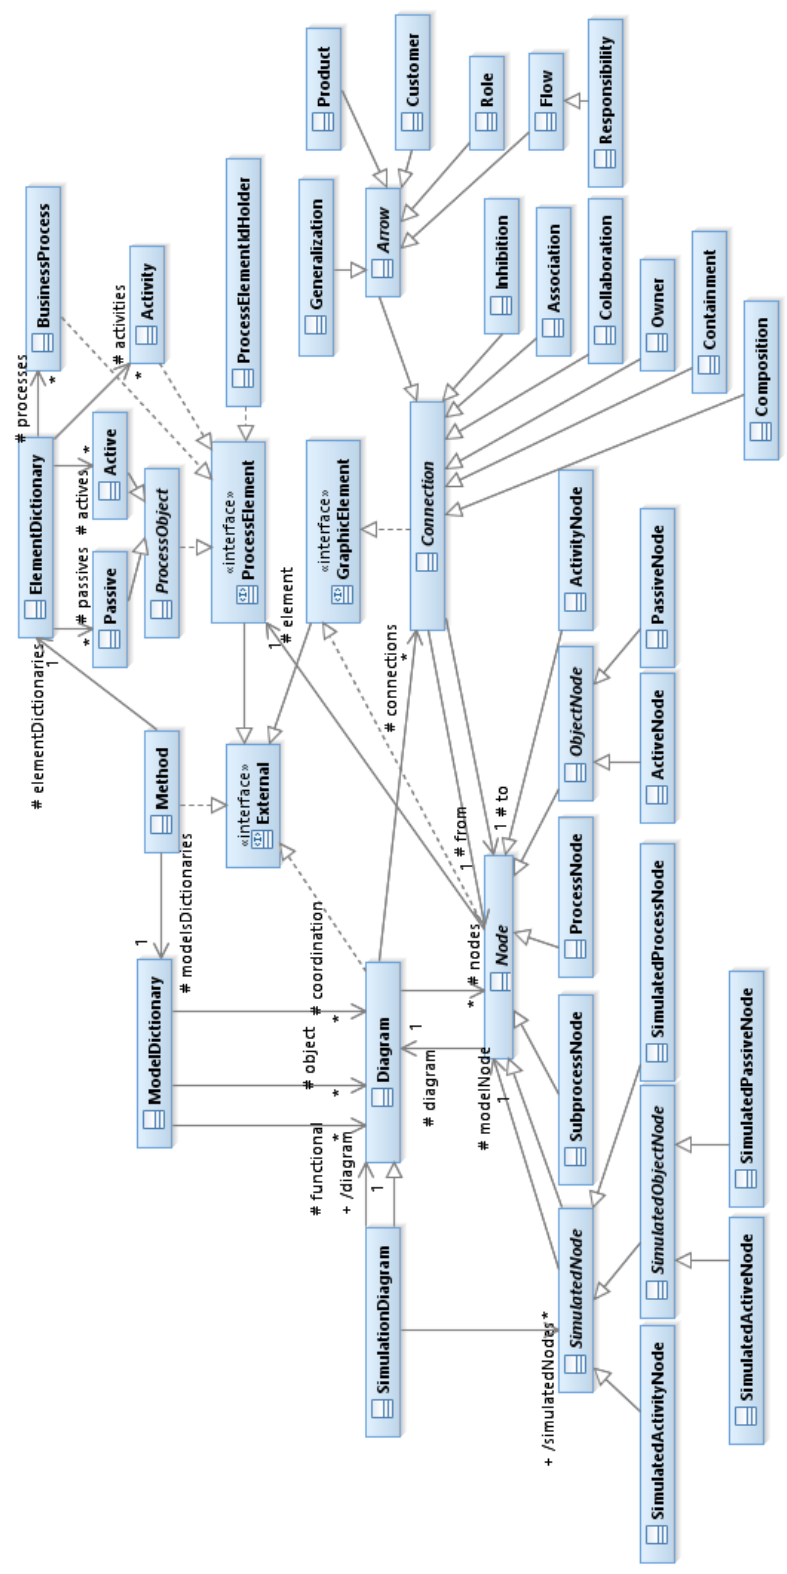 # elementDictionaries
1
ElementDictionary
# processes
*
BusinessProcess
# passives
*
Passive
# actives
*
Active
# activities
*
Activity
ProcessObject
Method
1
# modelsDictionaries
ModelDictionary
«interface»
External
«interface»
ProcessElement
1
# element
ProcessElementIdHolder
«interface»
GraphicElement
Generalization
Product
# functional
*
# object
*
# coordination
*
+ /diagram
1
SimulationDiagram
Diagram
# connections
*
Arrow
Customer
Connection
# diagram
1
# nodes
*
1
# from
1
# to
Role
# modelNode
1
Node
Inhibition
Flow
Association
+ /simulatedNodes
*
SimulatedNode
SubprocessNode
ProcessNode
ObjectNode
ActivityNode
Collaboration
Responsibility
SimulatedActivityNode
SimulatedObjectNode
SimulatedProcessNode
ActiveNode
PassiveNode
Owner
Containment
SimulatedActiveNode
SimulatedPassiveNode
Composition